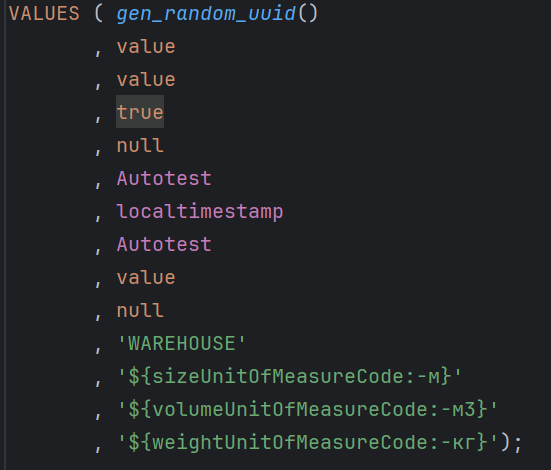 VALUES ( gen_random_uuid()
, value
, value
, true
, null
, Autotest
, localtimestamp
, Autotest
, value
, null
, 'WAREHOUSE'
, '${sizeUnitOfMeasureCode:-м}'
, '${volumeUnitOfMeasureCode:-м3}'
, '${weightUnitOfMeasureCode:-кг}');